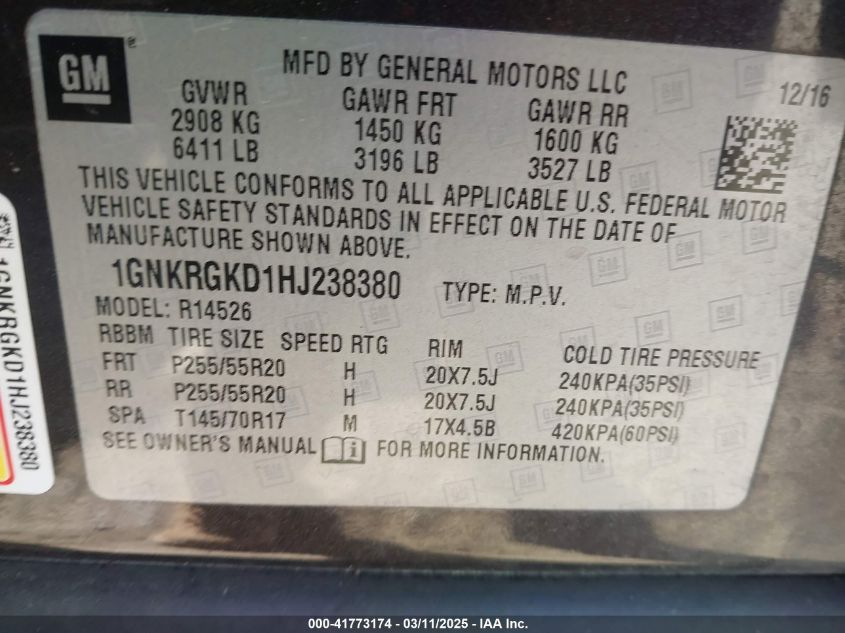 GM
MFD BY GENERAL MOTORS LLC
12/16
GVWR GAWR FRT GAWR RR
2908 KG 1450 KG 1600 KG
6411 LB 3196 LB 3527 LB
THIS VEHICLE CONFORMS TO ALL APPLICABLE U.S. FEDERAL MOTOR
VEHICLE SAFETY STANDARDS IN EFFECT ON THE DATE OF
MANUFACTURE SHOWN ABOVE.
1GNKRGKD1HJ238380 TYPE: M.P.V.
MODEL: R14526
RBBM TIRE SIZE SPEED RTG RIM COLD TIRE PRESSURE
FRT P255/55R20 H 20X7.5J 240KPA(35PSI)
RR P255/55R20 H 20X7.5J 240KPA(35PSI)
SPA T145/70R17 M 17X4.5B 420KPA(60PSI)
SEE OWNER'S MANUAL FOR MORE INFORMATION.
1GNKRGKD1HJ238380
000-41773174 / 03/11/2025 - IAA Inc.